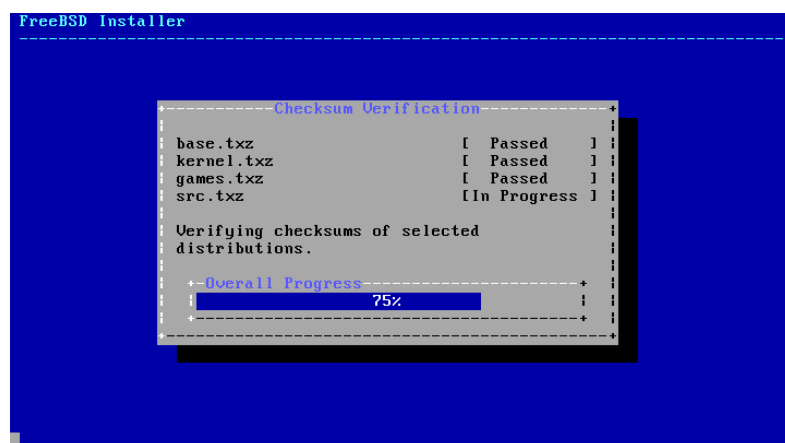 FreeBSD Installer
Checksum Verification
base.txz [ Passed ]
kernel.txz [ Passed ]
games.txz [ Passed ]
src.txz [In Progress ]
Verifying checksums of selected
distributions.
Overall Progress
75%